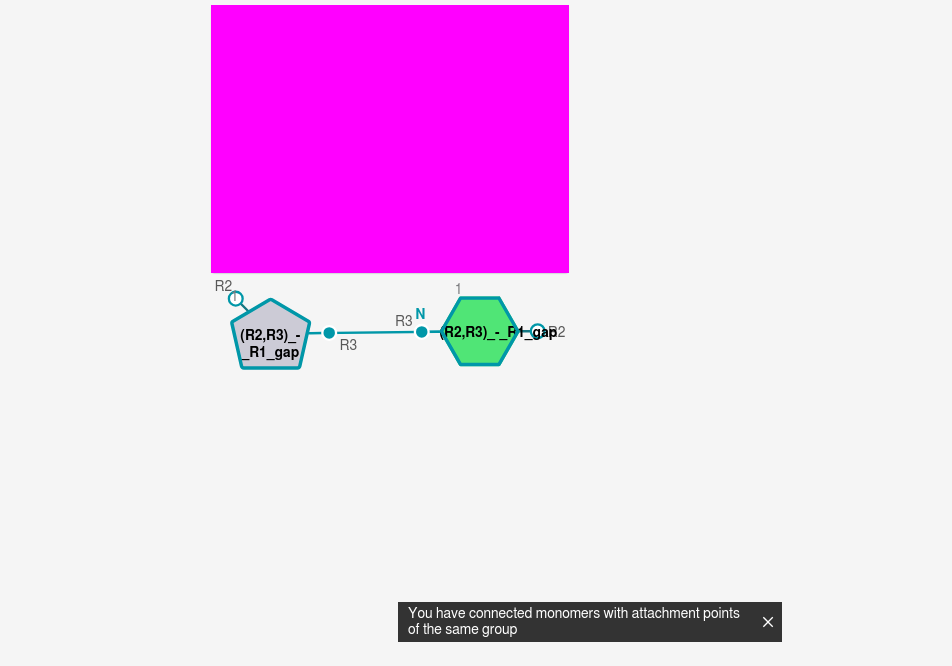 R2
1
1
N
R3
(R2,R3)_-
_R1_gap
R3
(R2,R3)_-_R1_gap
R2
You have connected monomers with attachment points
of the same group